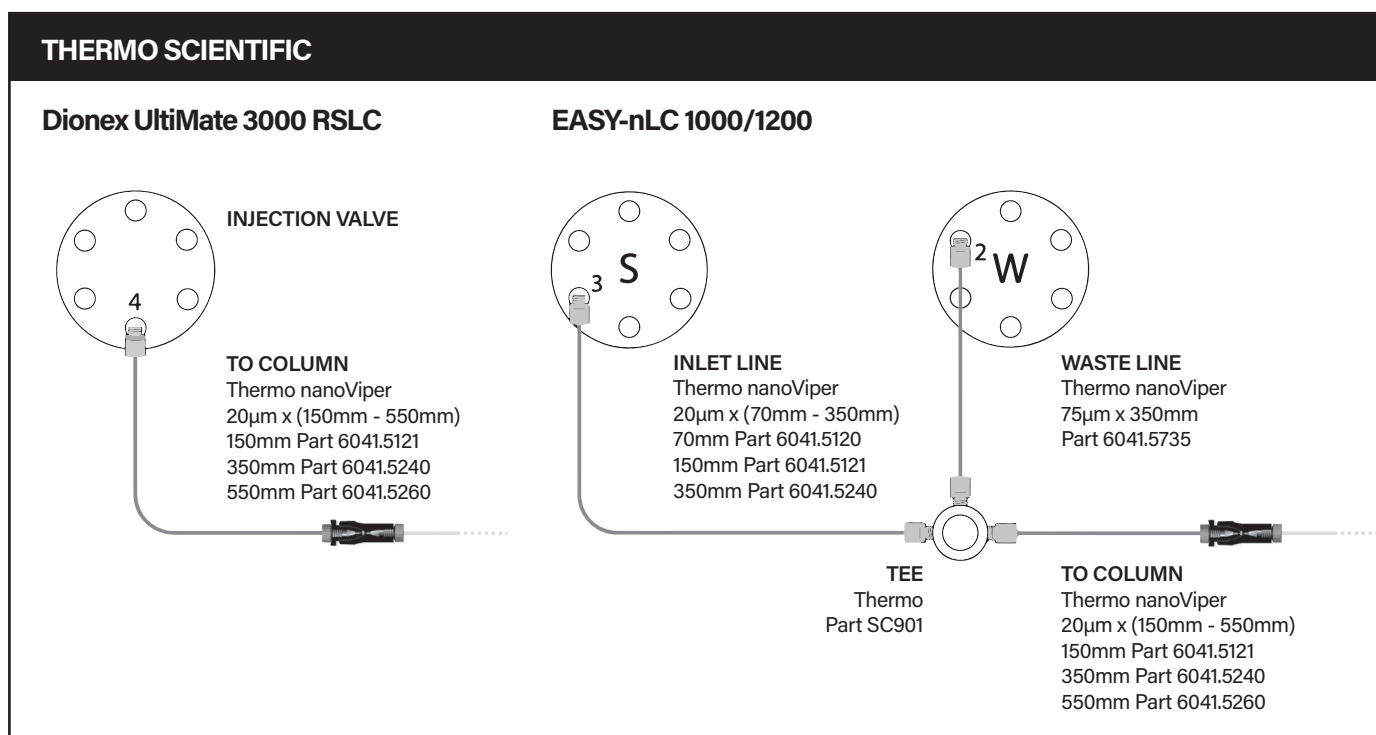 THERMO SCIENTIFIC
Dionex UltiMate 3000 RSLC
INJECTION VALVE
4
TO COLUMN
Thermo nanoViper
20µm x (150mm - 550mm)
150mm Part 6041.5121
350mm Part 6041.5240
550mm Part 6041.5260
EASY-nLC 1000/1200
S
3
INLET LINE
Thermo nanoViper
20µm x (70mm - 350mm)
70mm Part 6041.5120
150mm Part 6041.5121
350mm Part 6041.5240
2 W
WASTE LINE
Thermo nanoViper
75µm x 350mm
Part 6041.5735
TEE
Thermo
Part SC901
TO COLUMN
Thermo nanoViper
20µm x (150mm - 550mm)
150mm Part 6041.5121
350mm Part 6041.5240
550mm Part 6041.5260